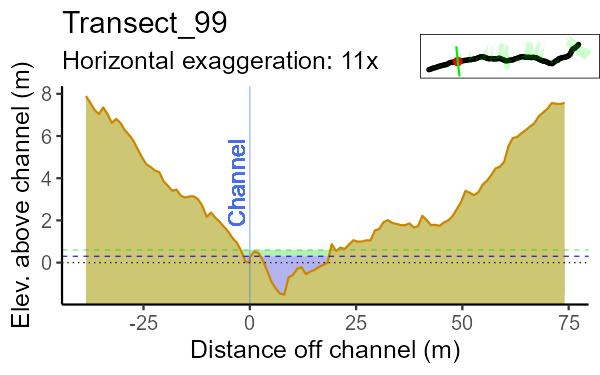 Transect_99
Horizontal exaggeration: 11x
Elev. above channel (m)
8
6
4
2
0
Channel
-25
0
25
50
75
Distance off channel (m)